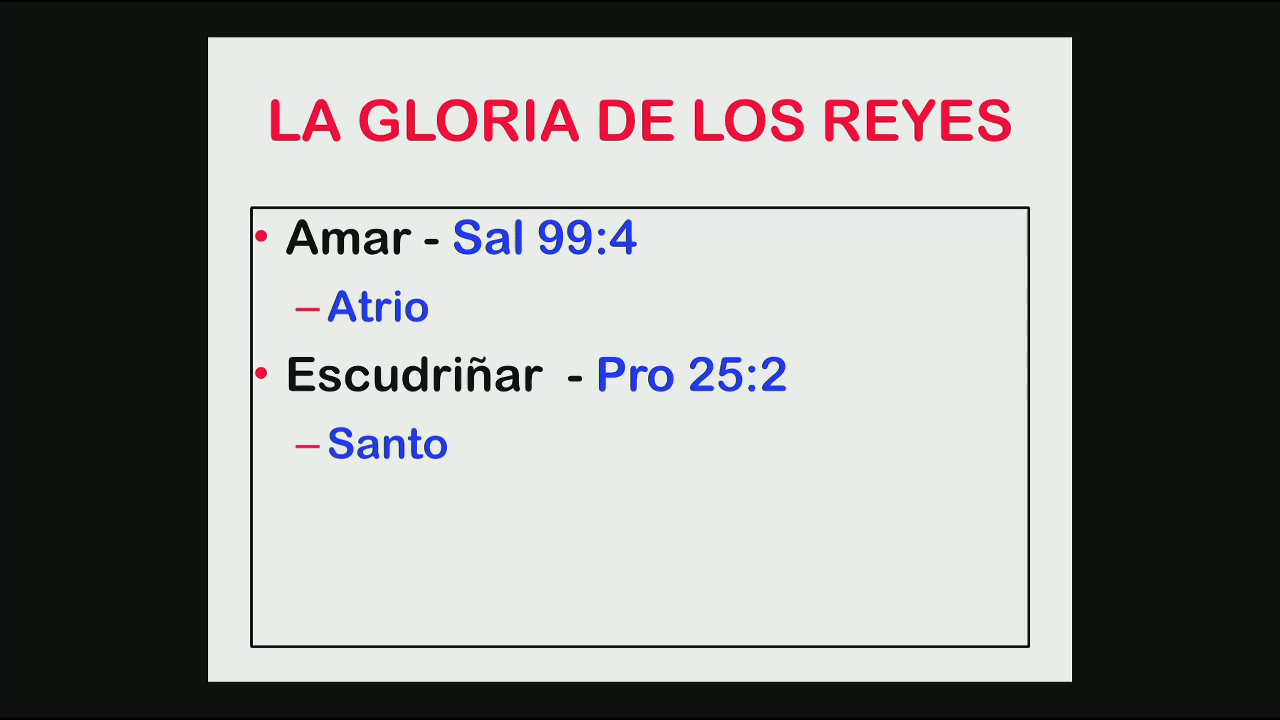 LA GLORIA DE LOS REYES
• Amar - Sal 99:4
– Atrio
• Escudriñar - Pro 25:2
– Santo